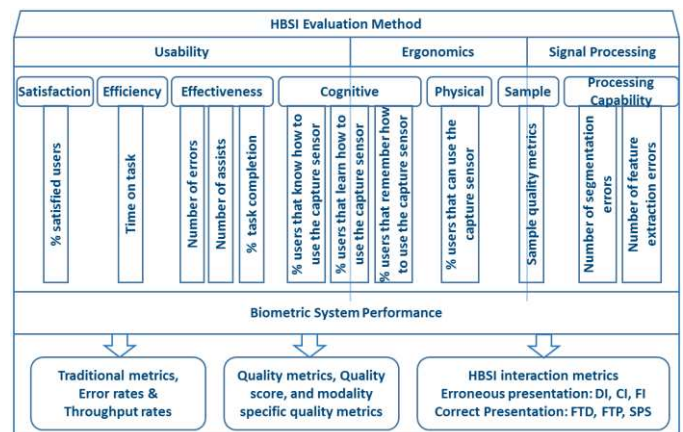 HBSI Evaluation Method
Usability
Ergonomics
Signal Processing
Satisfaction
Efficiency
Effectiveness
Cognitive
Physical
Sample
Processing
Capability
% satisfied users
Time on task
Number of errors
Number of assists
% task completion
% users that know how to
use the capture sensor
% users that learn how to
use the capture sensor
% users that remember how
to use the capture sensor
% users that can use the
capture sensor
Sample quality metrics
Number of segmentation
errors
Number of feature
extraction errors
Biometric System Performance
Traditional metrics,
Error rates &
Throughput rates
Quality metrics, Quality
score, and modality
specific quality metrics
HBSI interaction metrics
Erroneous presentation: DI, CI, FI
Correct Presentation: FTD, FTP, SPS